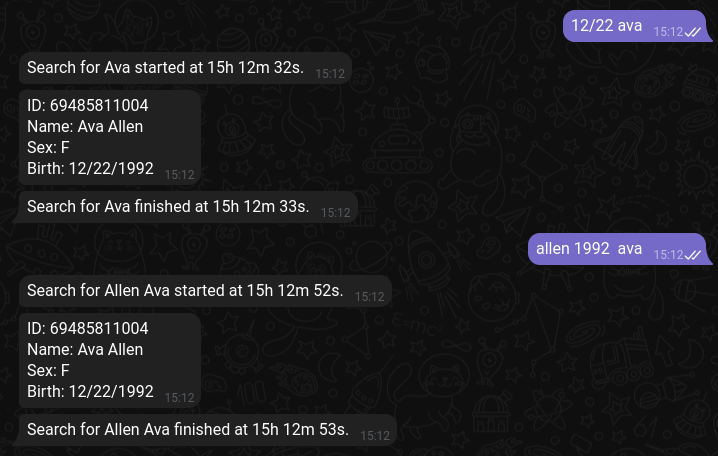 12/22 ava 15:12
Search for Ava started at 15h 12m 32s. 15:12
ID: 69485811004
Name: Ava Allen
Sex: F
Birth: 12/22/1992 15:12
Search for Ava finished at 15h 12m 33s. 15:12
allen 1992  ava 15:12
Search for Allen Ava started at 15h 12m 52s. 15:12
ID: 69485811004
Name: Ava Allen
Sex: F
Birth: 12/22/1992 15:12
Search for Allen Ava finished at 15h 12m 53s. 15:12